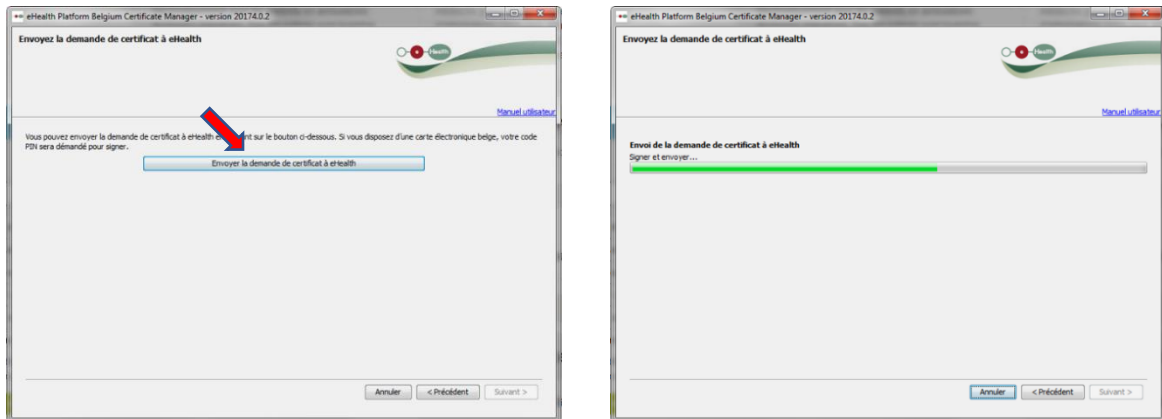 eHealth Platform Belgium Certificate Manager - version 20174.0.2
Envoyez la demande de certificat à eHealth
Health
Manuel utilisateur
Vous pouvez envoyer la demande de certificat à eHealth sur le bouton ci-dessous. Si vous disposez d'une carte électronique belge, votre code
PIN sera démandé pour signer.
Envoyer la demande de certificat à eHealth
Annuler
< Précédent
Suivant >
eHealth Platform Belgium Certificate Manager - version 20174.0.2
Envoyez la demande de certificat à eHealth
Health
Manuel utilisateur
Envoi de la demande de certificat à eHealth
Signer et envoyer...
Annuler
< Précédent
Suivant >